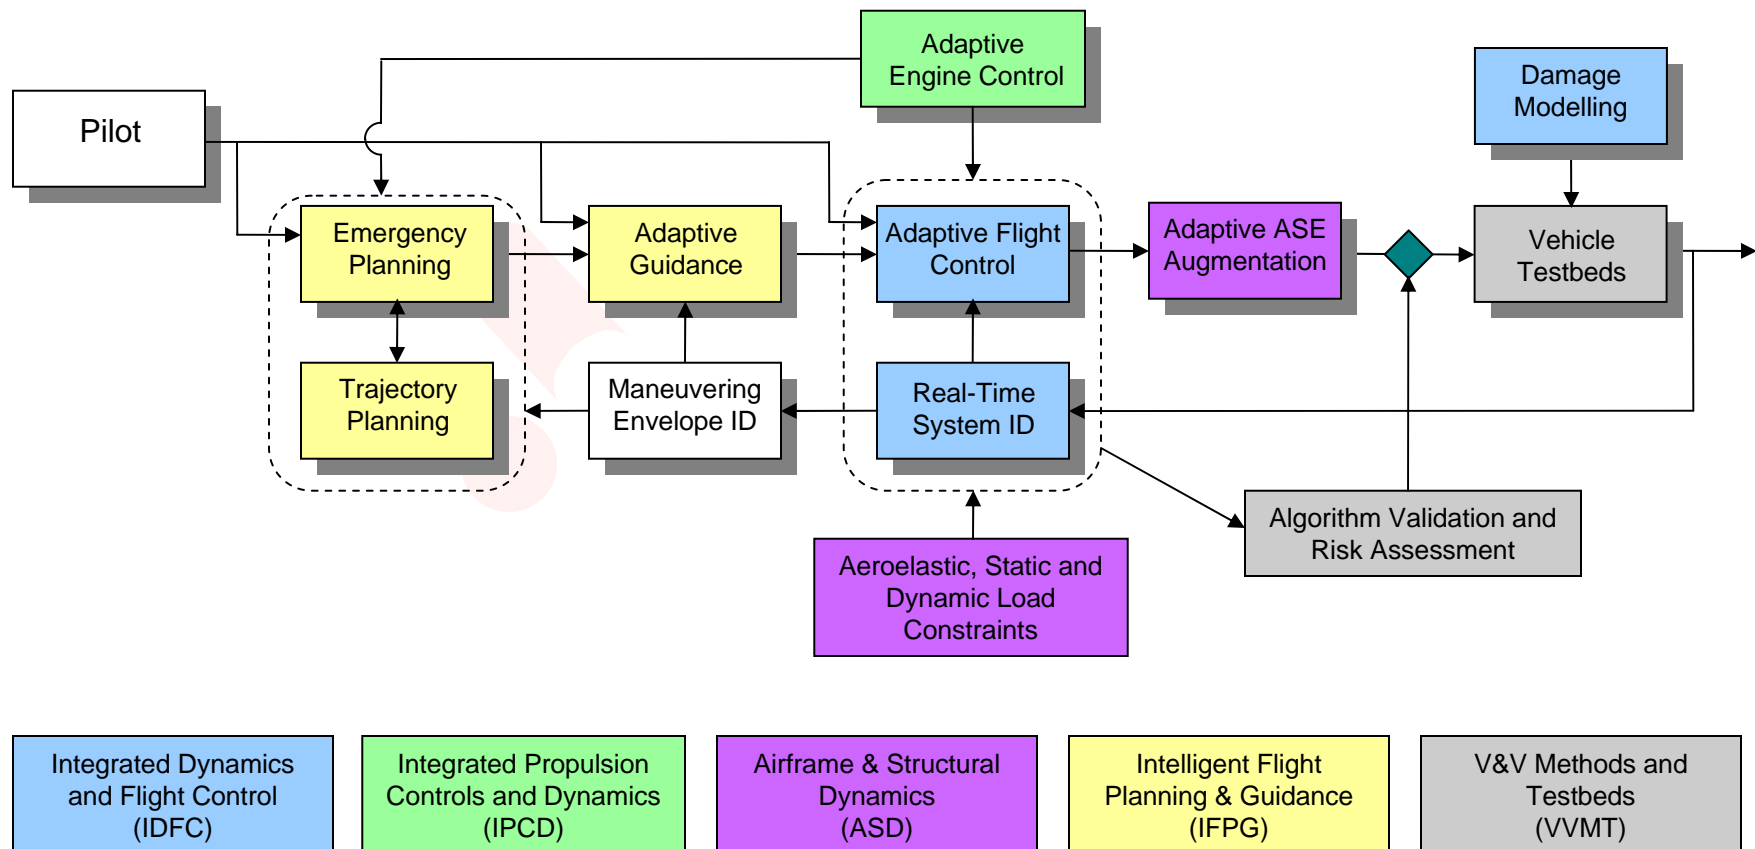 Adaptive
Engine Control
Damage
Modelling
Pilot
Emergency
Planning
Adaptive
Guidance
Adaptive Flight
Control
Adaptive ASE
Augmentation
Vehicle
Testbeds
Trajectory
Planning
Maneuvering
Envelope ID
Real-Time
System ID
Algorithm Validation and
Risk Assessment
Aeroelastic, Static and
Dynamic Load
Constraints
Integrated Dynamics
and Flight Control
(IDFC)
Integrated Propulsion
Controls and Dynamics
(IPCD)
Airframe & Structural
Dynamics
(ASD)
Intelligent Flight
Planning & Guidance
(IFPG)
V&V Methods and
Testbeds
(VVMT)